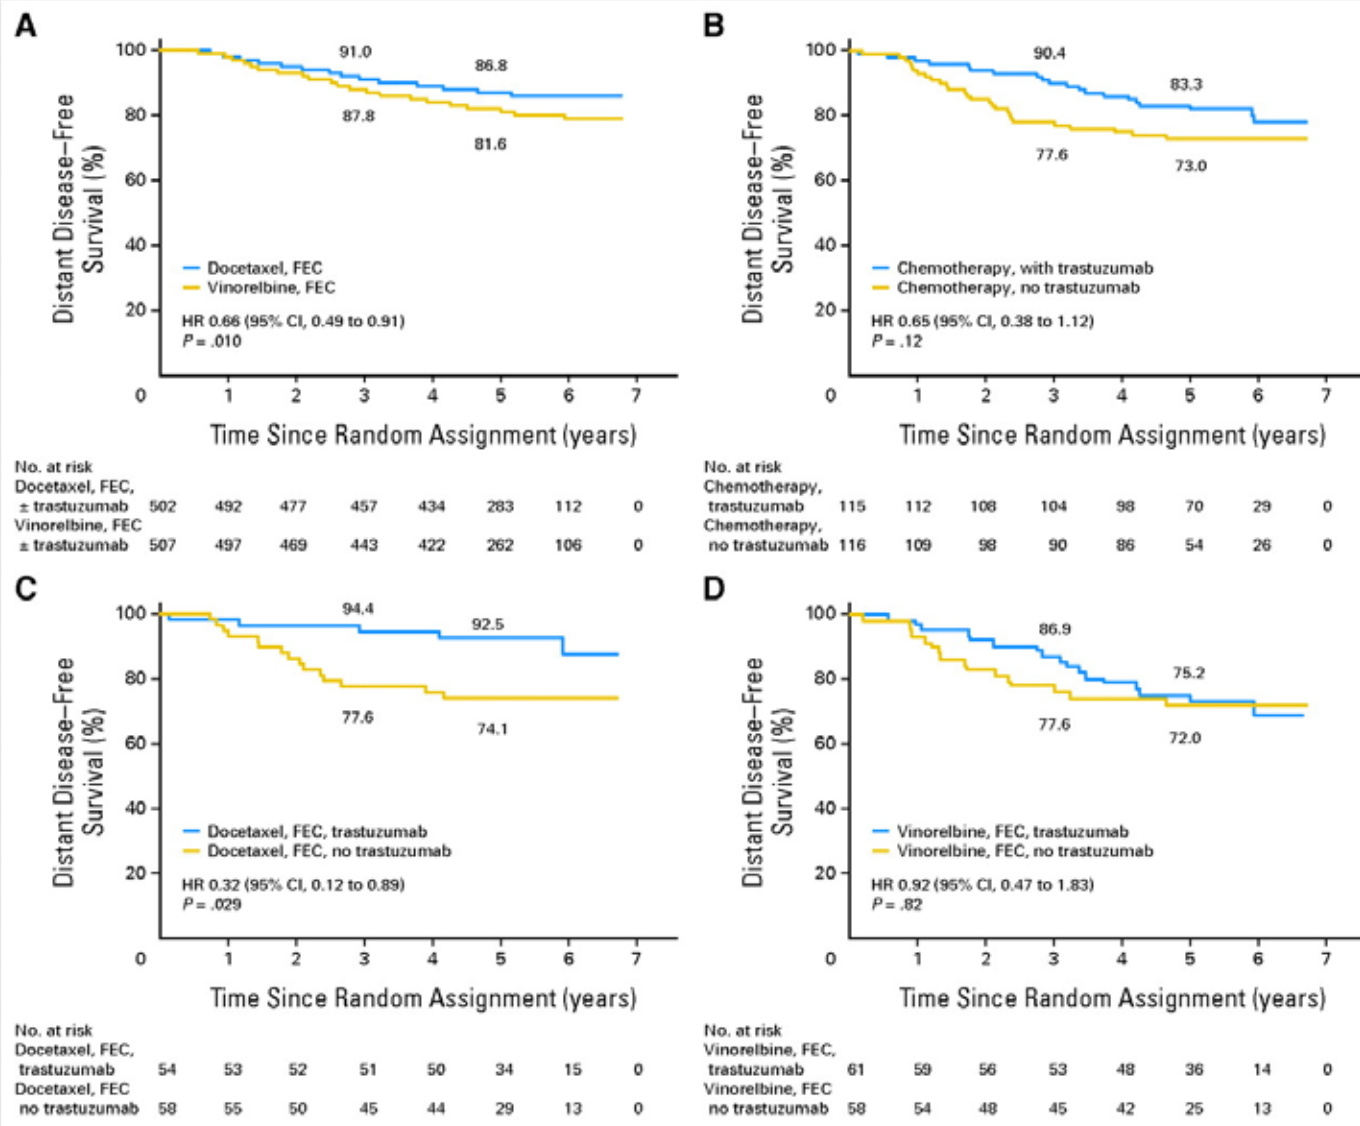 A
100
80
60
40
20
0
Distant Disease–Free
Survival (%)
91.0
86.8
87.8
81.6
Docetaxel, FEC
Vinorelbine, FEC
HR 0.66 (95% CI, 0.49 to 0.91)
P = .010
1 2 3 4 5 6 7
Time Since Random Assignment (years)
No. at risk
Docetaxel, FEC,
± trastuzumab 502 492 477 457 434 283 112 0
Vinorelbine, FEC
± trastuzumab 507 497 469 443 422 262 106 0
B
100
80
60
40
20
0
Distant Disease–Free
Survival (%)
90.4
83.3
77.6
73.0
Chemotherapy, with trastuzumab
Chemotherapy, no trastuzumab
HR 0.65 (95% CI, 0.38 to 1.12)
P = .12
1 2 3 4 5 6 7
Time Since Random Assignment (years)
No. at risk
Chemotherapy,
trastuzumab 115 112 108 104 98 70 29 0
Chemotherapy,
no trastuzumab 116 109 98 90 86 54 26 0
C
100
80
60
40
20
0
Distant Disease–Free
Survival (%)
94.4
92.5
77.6
74.1
Docetaxel, FEC, trastuzumab
Docetaxel, FEC, no trastuzumab
HR 0.32 (95% CI, 0.12 to 0.89)
P = .029
1 2 3 4 5 6 7
Time Since Random Assignment (years)
No. at risk
Docetaxel, FEC,
trastuzumab 54 53 52 51 50 34 15 0
Docetaxel, FEC
no trastuzumab 58 55 50 45 44 29 13 0
D
100
80
60
40
20
0
Distant Disease–Free
Survival (%)
86.9
75.2
77.6
72.0
Vinorelbine, FEC, trastuzumab
Vinorelbine, FEC, no trastuzumab
HR 0.92 (95% CI, 0.47 to 1.83)
P = .82
1 2 3 4 5 6 7
Time Since Random Assignment (years)
No. at risk
Vinorelbine, FEC,
trastuzumab 61 59 56 53 48 36 14 0
Vinorelbine, FEC
no trastuzumab 58 54 48 45 42 25 13 0